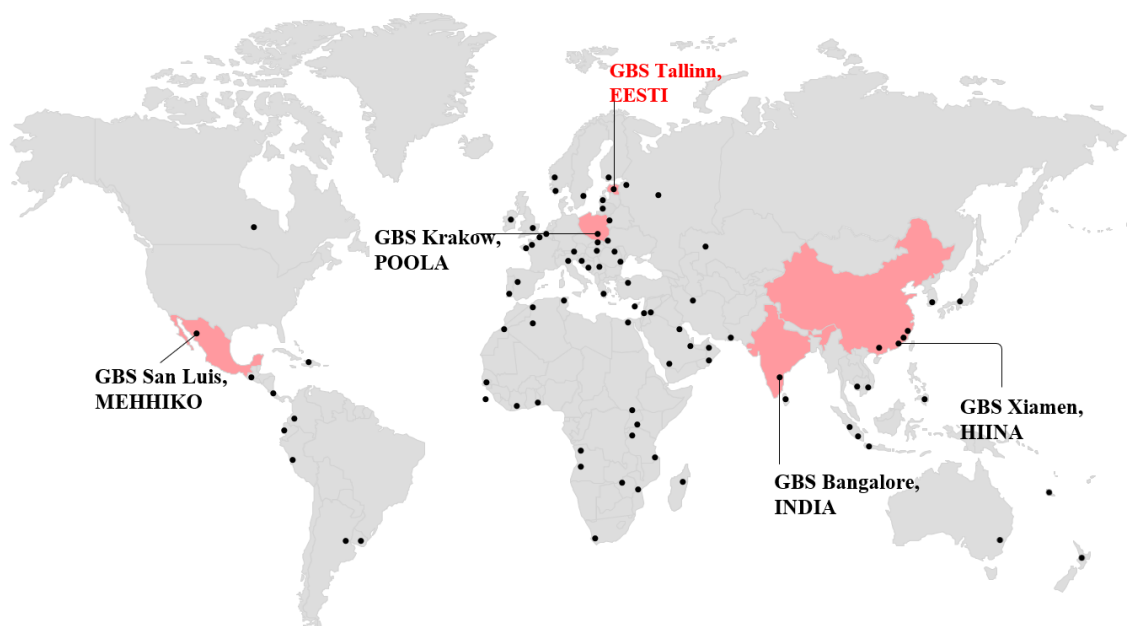 GBS Tallinn,
EESTI
GBS Krakow,
POOLA
GBS San Luis,
MEHHIKO
GBS Xiamen,
HIINA
GBS Bangalore,
INDIA